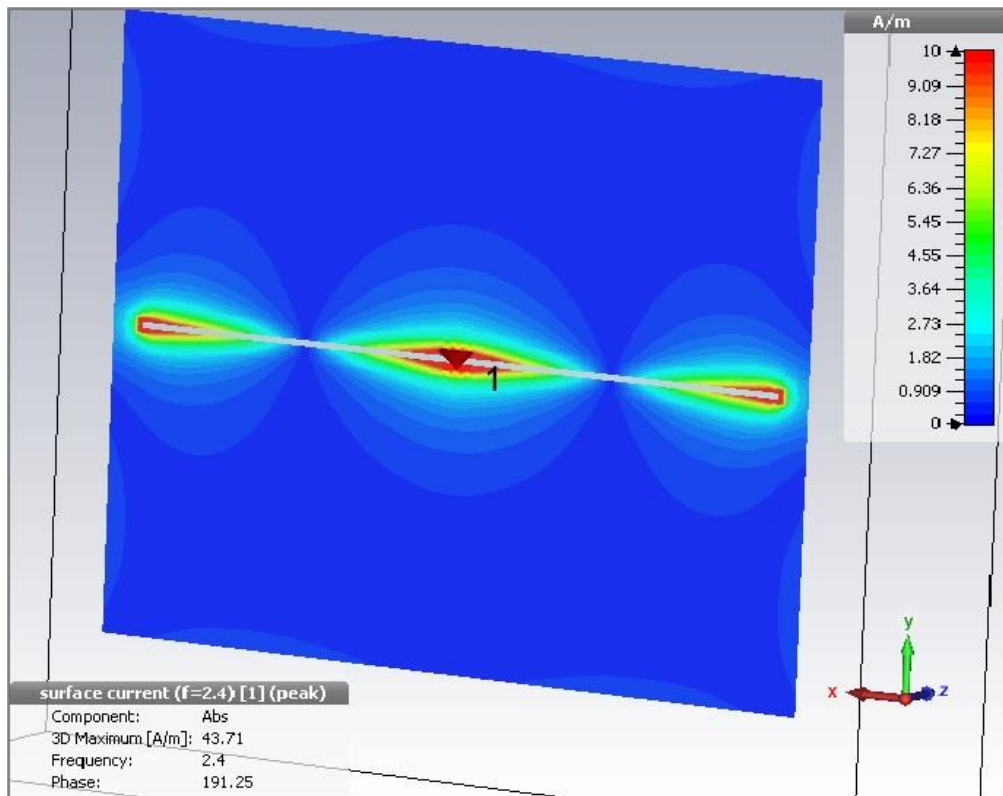 A/m
10
9.09
8.18
7.27
6.36
5.45
4.55
3.64
2.73
1.82
0.909
0
1
y
x
z
surface current (f=2.4) [1] (peak)
Component: Abs
3D Maximum [A/m]: 43.71
Frequency: 2.4
Phase: 191.25